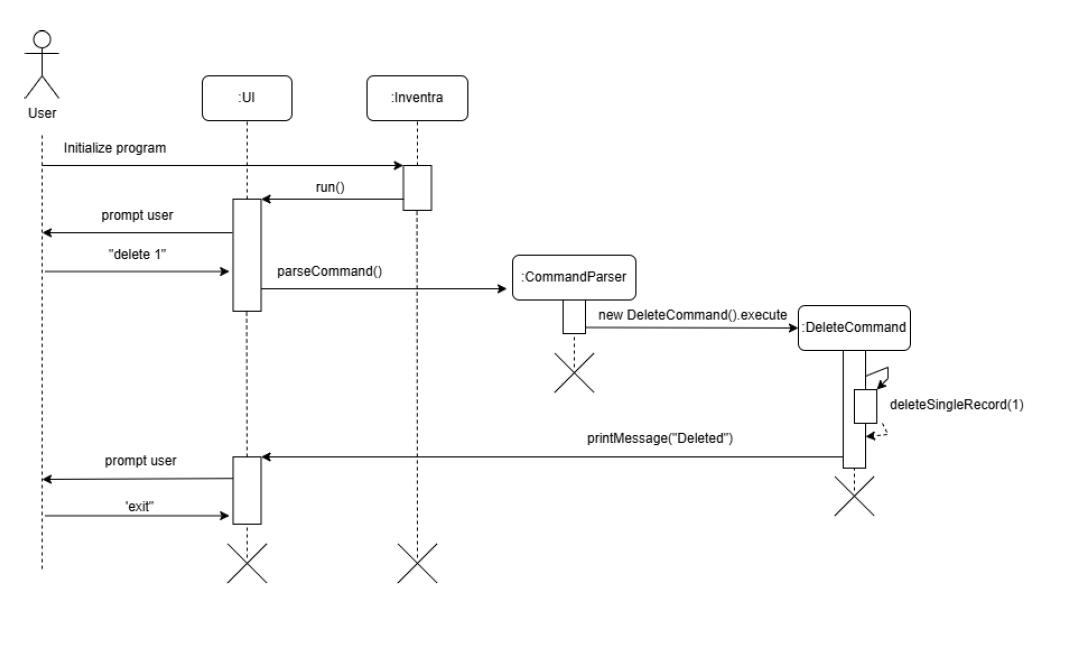 User
:UI
:Inventra
Initialize program
run()
prompt user
"delete 1"
parseCommand()
:CommandParser
new DeleteCommand().execute
:DeleteCommand
deleteSingleRecord(1)
printMessage("Deleted")
prompt user
'exit"